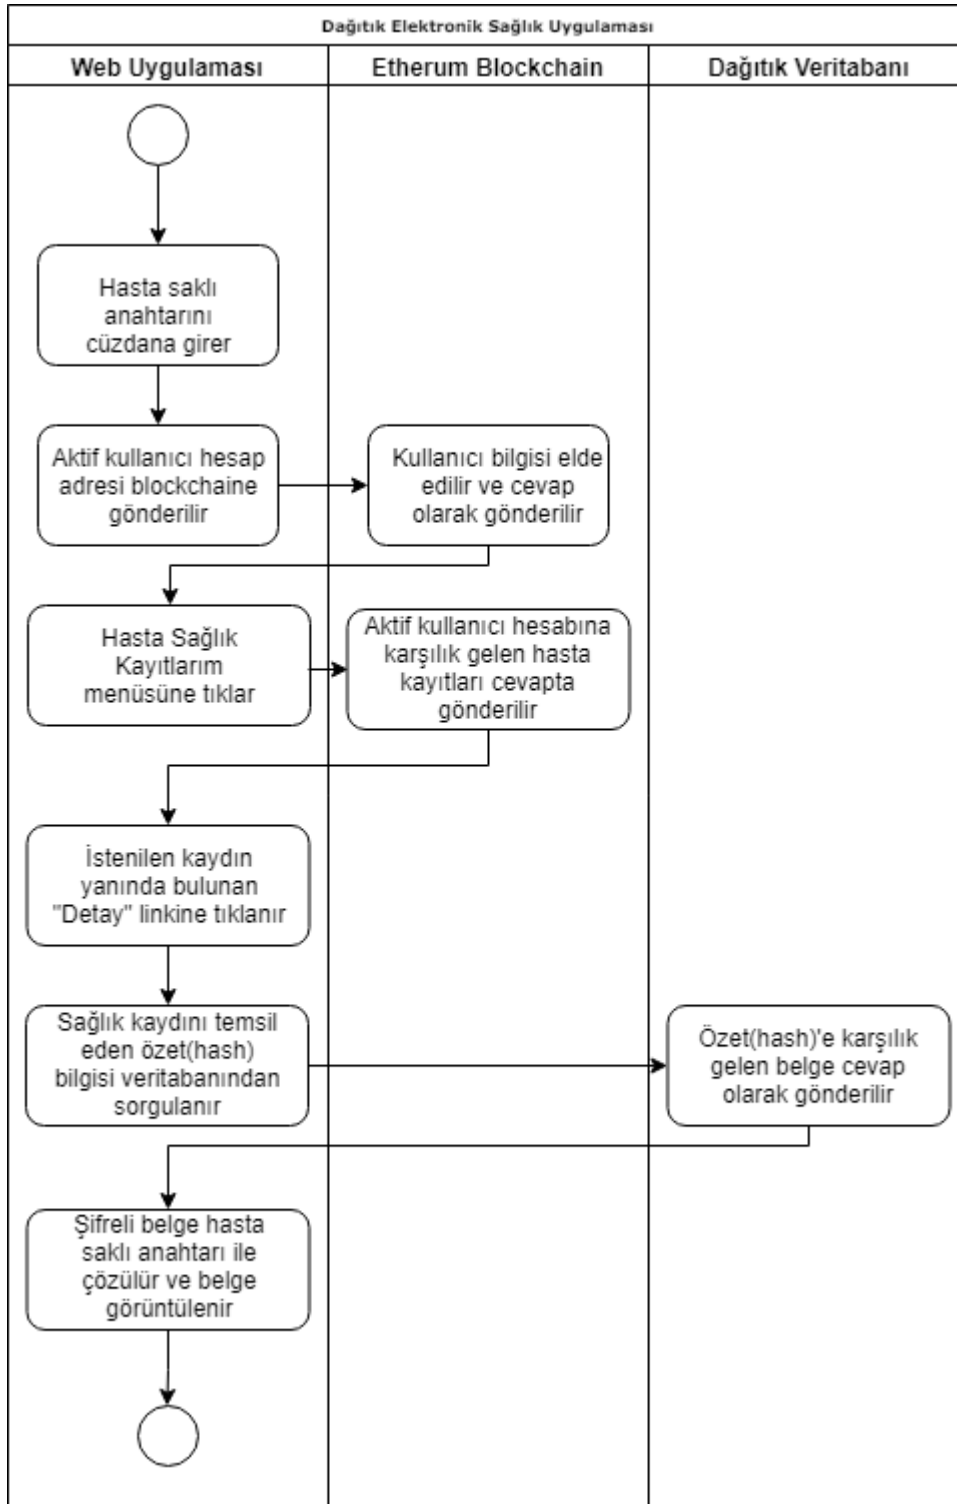 Dağıtık Elektronik Sağlık Uygulaması
Web Uygulaması
Etherum Blockchain
Dağıtık Veritabanı
Hasta saklı
anahtarını
cüzdana girer
Aktif kullanıcı hesap
adresi blockchaine
gönderilir
Kullanıcı bilgisi elde
edilir ve cevap
olarak gönderilir
Hasta Sağlık
Kayıtlarım
menüsüne tıklar
Aktif kullanıcı hesabına
karşılık gelen hasta
kayıtları cevapta
gönderilir
İstenilen kaydın
yanında bulunan
"Detay" linkine tıklanır
Sağlık kaydını temsil
eden özet(hash)
bilgisi veritabanından
sorgulanır
Özet(hash)'e karşılık
gelen belge cevap
olarak gönderilir
Şifreli belge hasta
saklı anahtarı ile
çözülür ve belge
görüntülenir